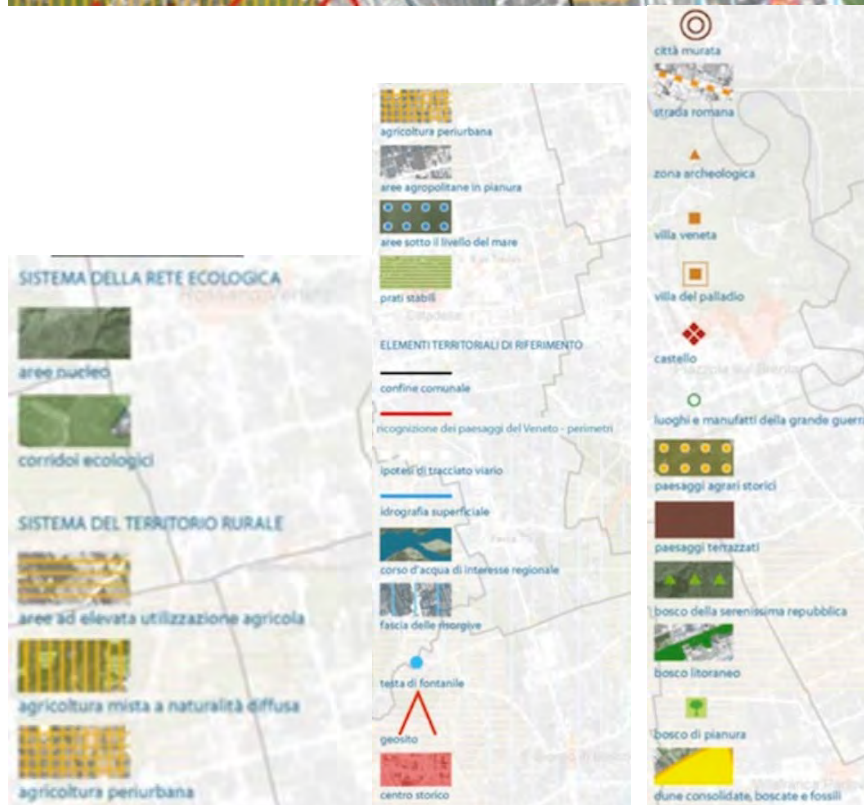 SISTEMA DELLA RETE ECOLOGICA
aree nucleo
corridoi ecologici
SISTEMA DEL TERRITORIO RURALE
aree ad elevata utilizzazione agricola
agricoltura mista a naturalità diffusa
agricoltura periurbana
agricoltura periurbana
aree agropolitane in pianura
aree sotto il livello del mare
prati stabili
ELEMENTI TERRITORIALI DI RIFERIMENTO
confine comunale
ricognizione dei paesaggi del Veneto - perimetri
ipotesi di tracciato viario
idrografia superficiale
corso d'acqua di interesse regionale
fascia delle risorgive
testa di fontanile
geosito
centro storico
città murata
strada romana
zona archeologica
villa veneta
villa del palladio
castello
luoghi e manufatti della grande guerra
paesaggi agrari storici
paesaggi terrazzati
bosco della serenissima repubblica
bosco litoraneo
bosco di pianura
dune consolidate, boscate e fossili